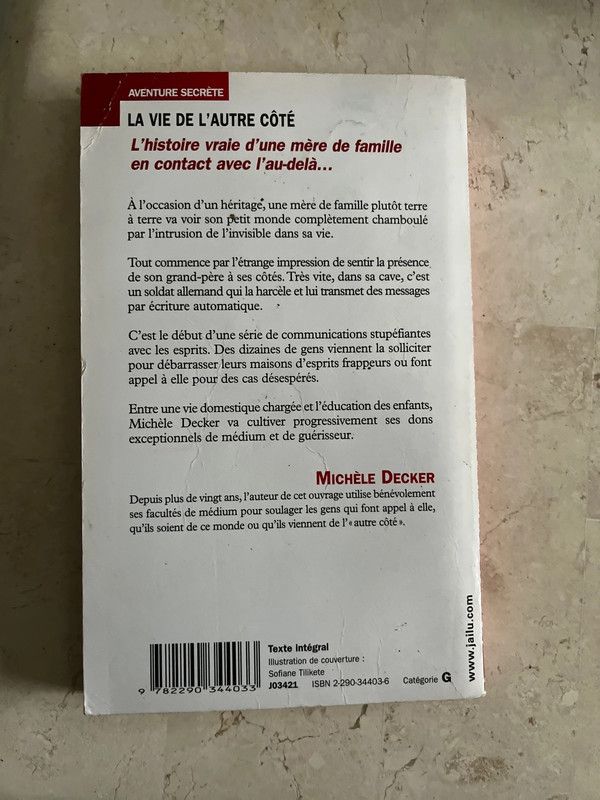 AVENTURE SECRÈTE
LA VIE DE L'AUTRE CÔTÉ
L'histoire vraie d'une mère de famille
en contact avec l'au-delà...
À l'occasion d'un héritage, une mère de famille plutôt terre
à terre va voir son petit monde complètement chamboulé
par l'intrusion de l'invisible dans sa vie.
Tout commence par l'étrange impression de sentir la présence
de son grand-père à ses côtés. Très vite, dans sa cave, c'est
un soldat allemand qui la harcèle et lui transmet des messages
par écriture automatique.
C'est le début d'une série de communications stupéfiantes
avec les esprits. Des dizaines de gens viennent la solliciter
pour débarrasser leurs maisons d'esprits frappeurs ou font
appel à elle pour des cas désespérés.
Entre une vie domestique chargée et l'éducation des enfants,
Michèle Decker va cultiver progressivement ses dons
exceptionnels de médium et de guérisseur.
MICHÈLE DECKER
Depuis plus de vingt ans, l'auteur de cet ouvrage utilise bénévolement
ses facultés de médium pour soulager les gens qui font appel à elle,
qu'ils soient de ce monde ou qu'ils viennent de l'« autre côté ».
www.jailu.com
Texte intégral
Illustration de couverture :
Sofiane Tilikete
J03421 ISBN 2-290-34403-6 Catégorie G
9 782290 344033